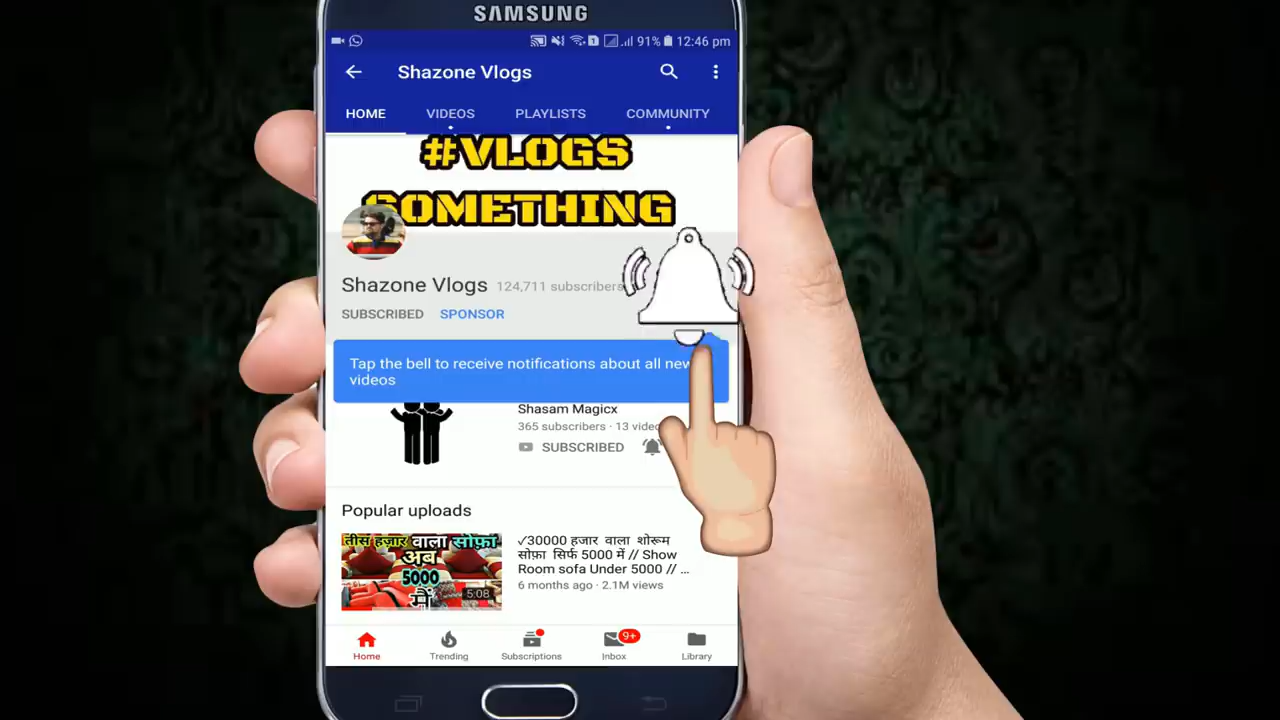 SAMSUNG
1 91% 12:46 pm
Shazone Vlogs
HOME VIDEOS PLAYLISTS COMMUNITY
#VLOGS
SOMETHING
Shazone Vlogs 124,711 subscribers
SUBSCRIBED SPONSOR
Tap the bell to receive notifications about all new
videos
Shasam Magicx
365 subscribers · 13 videos
SUBSCRIBED
Popular uploads
तीस हज़ार वाला सोफ़ा
अब
5000
में
5:08
✓30000 हजार वाला शोरूम
सोफ़ा सिर्फ 5000 में // Show
Room sofa Under 5000 // ...
6 months ago · 2.1M views
9+
Home Trending Subscriptions Inbox Library